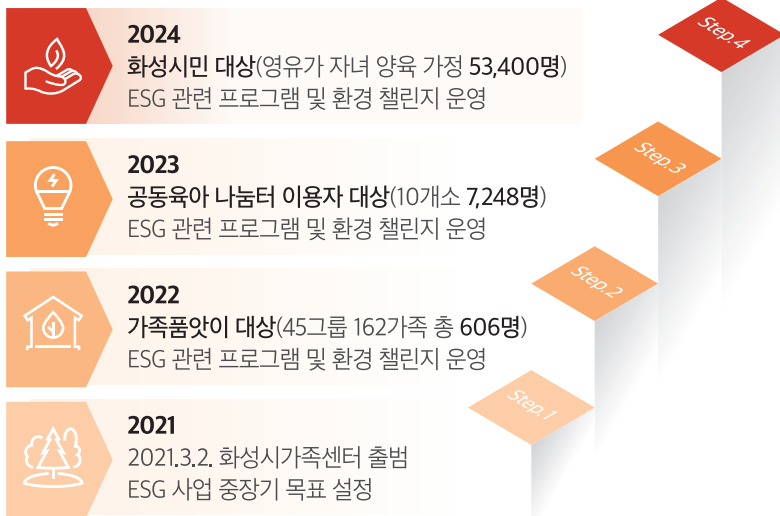 2024
화성시민 대상(영유가 자녀 양육 가정 53,400명)
ESG 관련 프로그램 및 환경 챌린지 운영
Step.4
2023
공동육아 나눔터 이용자 대상(10개소 7,248명)
ESG 관련 프로그램 및 환경 챌린지 운영
Step.3
2022
가족품앗이 대상(45그룹 162가족 총 606명)
ESG 관련 프로그램 및 환경 챌린지 운영
Step.2
2021
2021.3.2. 화성시가족센터 출범
ESG 사업 중장기 목표 설정
Step.1